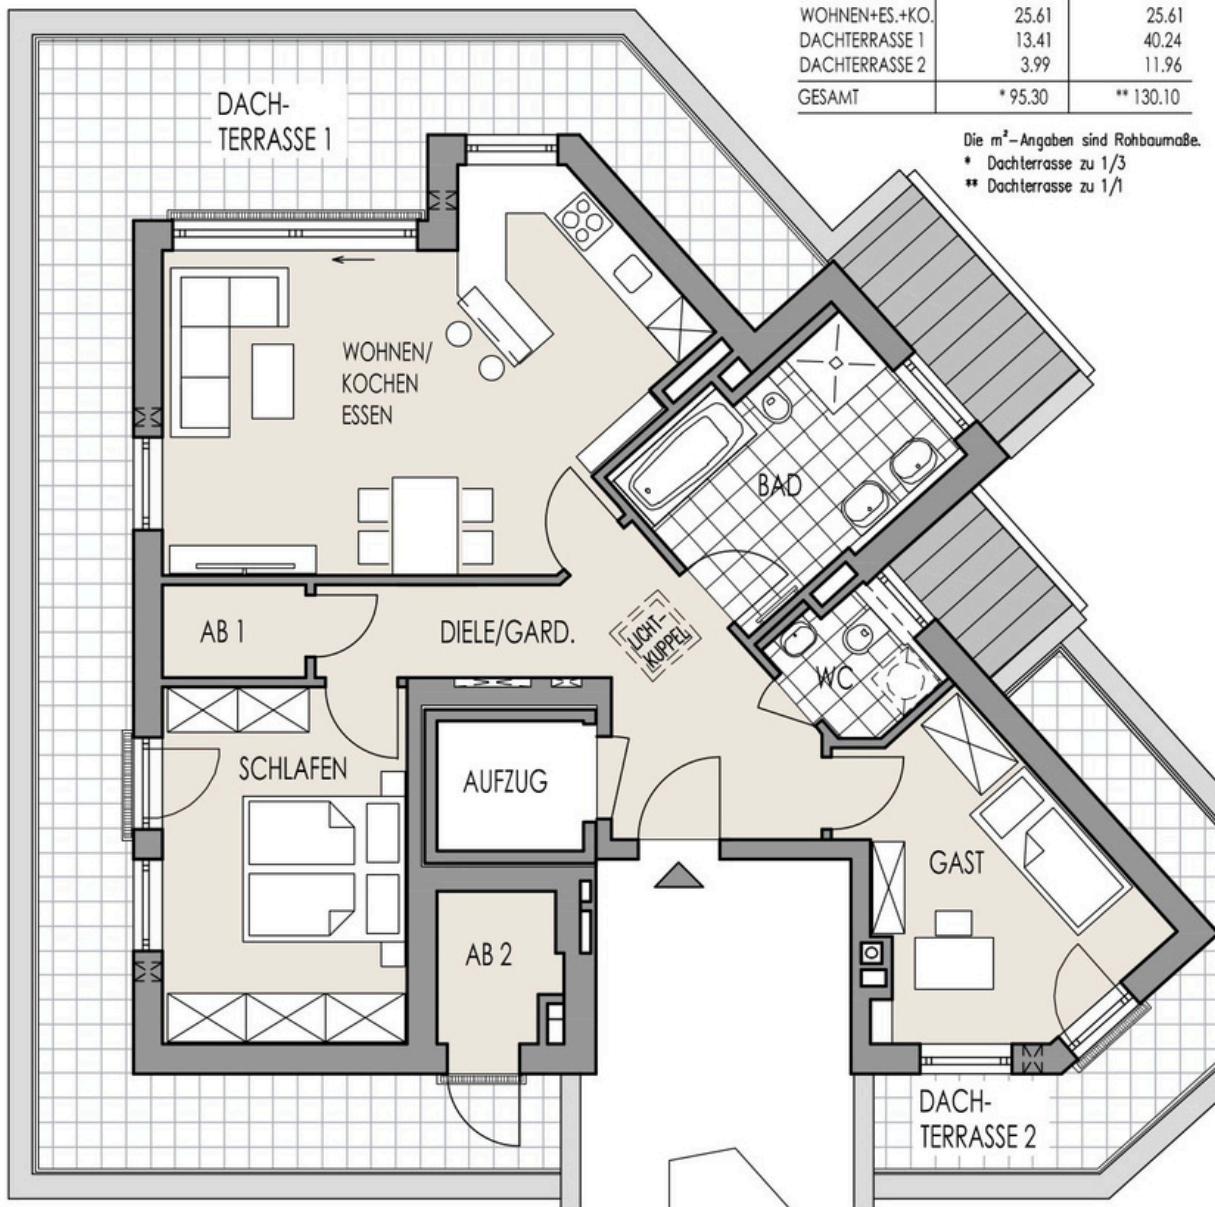 WOHNEN+ES.+KO. 25.61 25.61
DACHTERRASSE 1 13.41 40.24
DACHTERRASSE 2 3.99 11.96
GESAMT * 95.30 ** 130.10
Die m²-Angaben sind Rohbaumaße.
* Dachterrasse zu 1/3
** Dachterrasse zu 1/1
DACH-
TERRASSE 1
WOHNEN/
KOCHEN
ESSEN
BAD
AB 1
DIELE/GARD.
LICHT-
KUPPEL
WC
SCHLAFEN
AUFZUG
GAST
AB 2
DACH-
TERRASSE 2